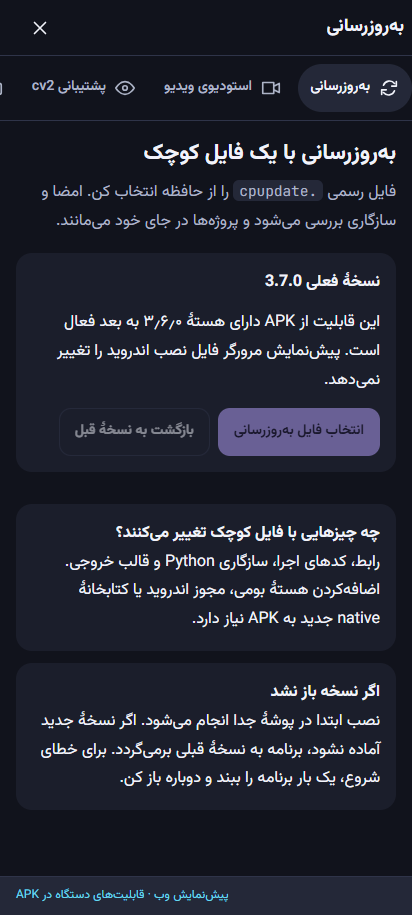 به‌روزرسانی
به‌روزرسانی
استودیوی ویدیو
پشتیبانی cv2
به‌روزرسانی با یک فایل کوچک
فایل رسمی .cpupdate را از حافظه انتخاب کن. امضا و
سازگاری بررسی می‌شود و پروژه‌ها در جای خود می‌مانند.
نسخهٔ فعلی 3.7.0
این قابلیت از APK دارای هستهٔ ۳٫۶٫۰ به بعد فعال
است. پیش‌نمایش مرورگر فایل نصب اندروید را تغییر
نمی‌دهد.
انتخاب فایل به‌روزرسانی
بازگشت به نسخهٔ قبل
چه چیزهایی با فایل کوچک تغییر می‌کنند؟
رابط، کدهای اجرا، سازگاری Python و قالب خروجی.
اضافه‌کردن هستهٔ بومی، مجوز اندروید یا کتابخانهٔ
native جدید به APK نیاز دارد.
اگر نسخه باز نشد
نصب ابتدا در پوشهٔ جدا انجام می‌شود. اگر نسخهٔ جدید
آماده نشود، برنامه به نسخهٔ قبلی برمی‌گردد. برای خطای
شروع، یک بار برنامه را ببند و دوباره باز کن.
پیش‌نمایش وب · قابلیت‌های دستگاه در APK